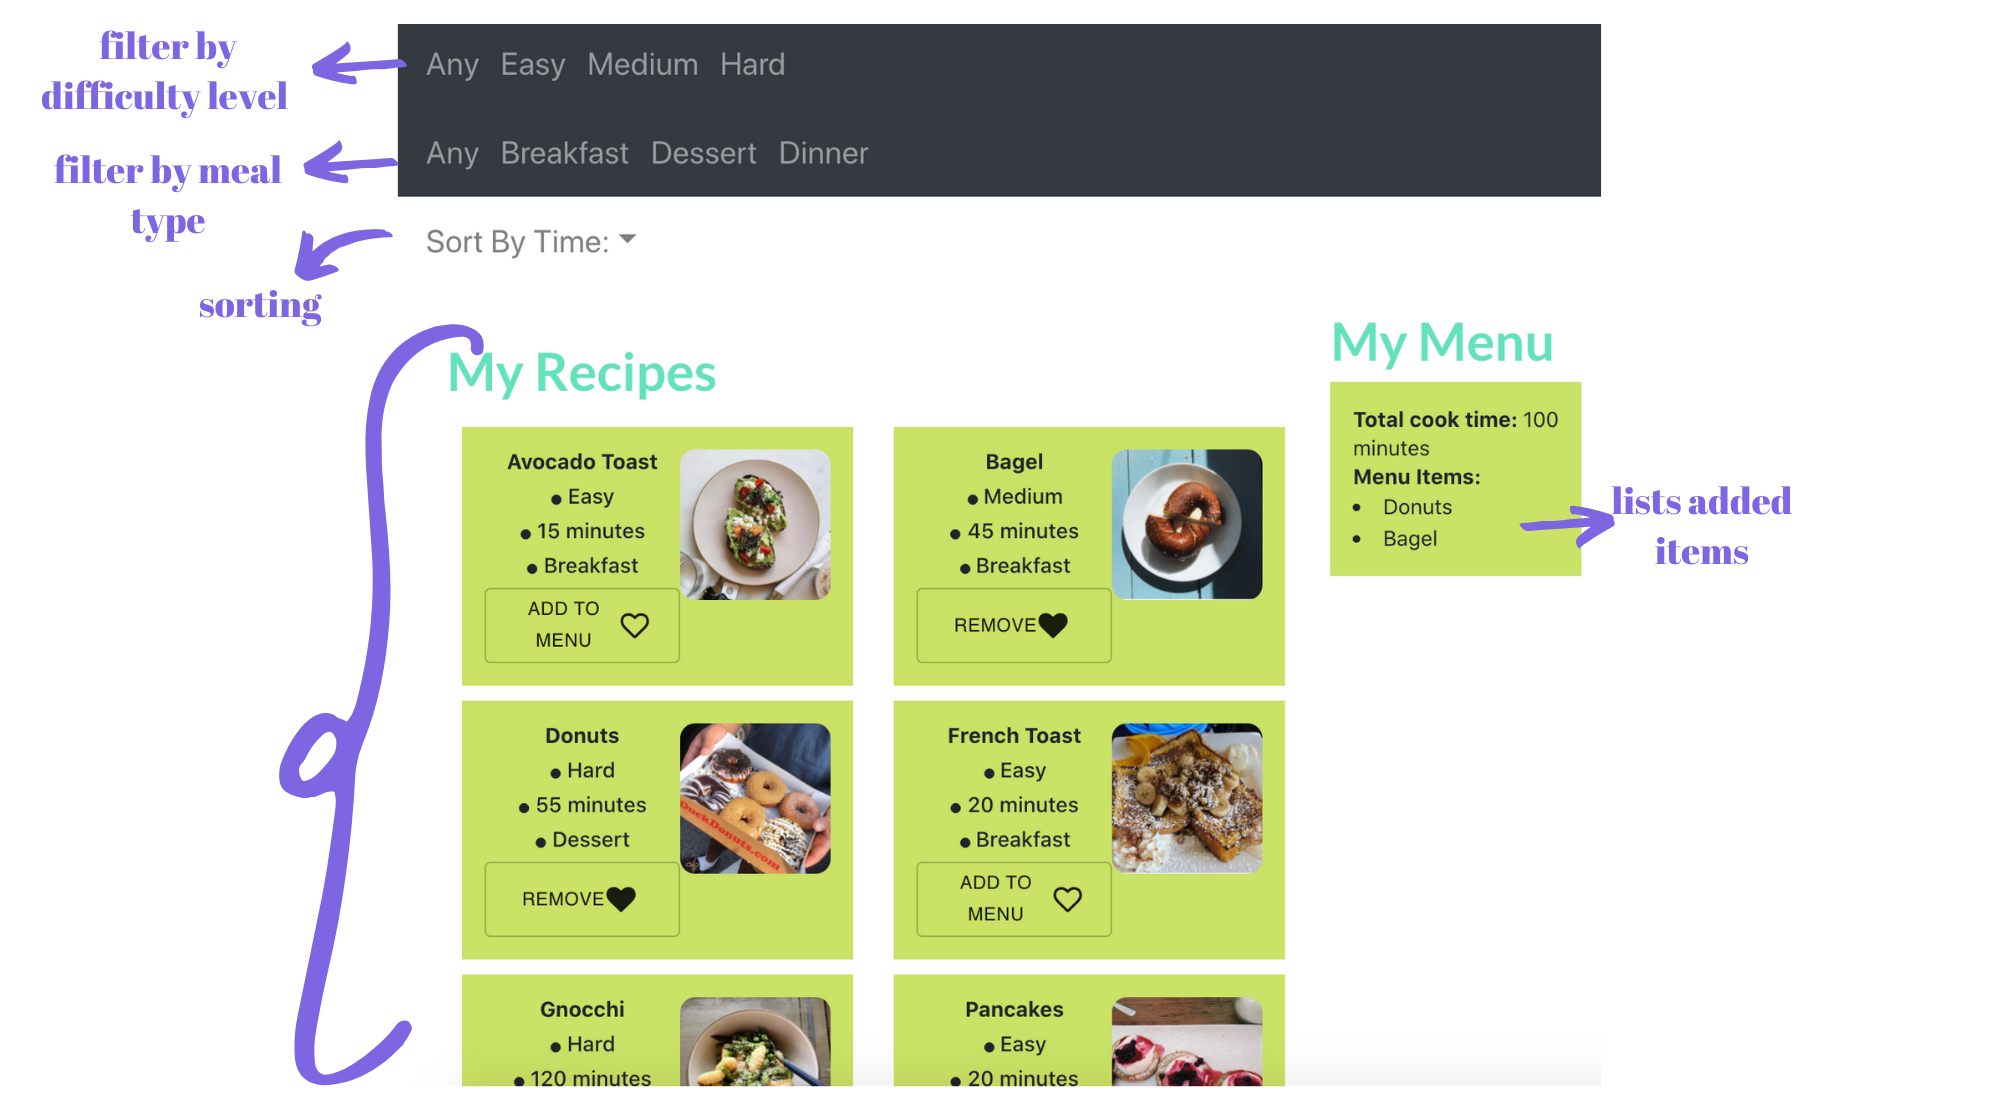 filter by
difficulty level
Any Easy Medium Hard
filter by meal
type
Any Breakfast Dessert Dinner
Sort By Time:
sorting
My Recipes
Avocado Toast
● Easy
● 15 minutes
● Breakfast
ADD TO
MENU
Bagel
● Medium
● 45 minutes
● Breakfast
REMOVE
Donuts
● Hard
● 55 minutes
● Dessert
REMOVE
DuckDonuts.com
French Toast
● Easy
● 20 minutes
● Breakfast
ADD TO
MENU
Gnocchi
● Hard
● 120 minutes
Pancakes
● Easy
● 20 minutes
My Menu
Total cook time: 100
minutes
Menu Items:
• Donuts
• Bagel
lists added
items